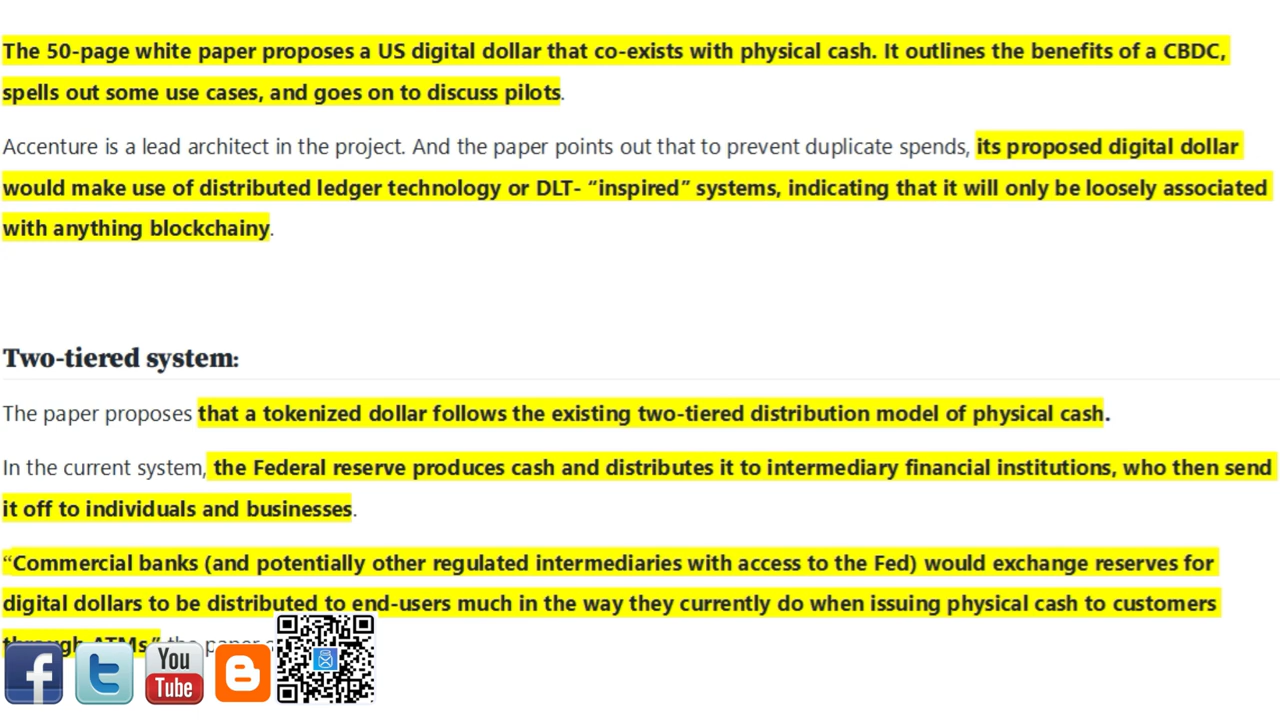 The 50-page white paper proposes a US digital dollar that co-exists with physical cash. It outlines the benefits of a CBDC,
spells out some use cases, and goes on to discuss pilots.
Accenture is a lead architect in the project. And the paper points out that to prevent duplicate spends, its proposed digital dollar
would make use of distributed ledger technology or DLT- “inspired” systems, indicating that it will only be loosely associated
with anything blockchainy.
Two-tiered system:
The paper proposes that a tokenized dollar follows the existing two-tiered distribution model of physical cash.
In the current system, the Federal reserve produces cash and distributes it to intermediary financial institutions, who then send
it off to individuals and businesses.
“Commercial banks (and potentially other regulated intermediaries with access to the Fed) would exchange reserves for
digital dollars to be distributed to end-users much in the way they currently do when issuing physical cash to customers
through ATMs” the paper
You
Tube